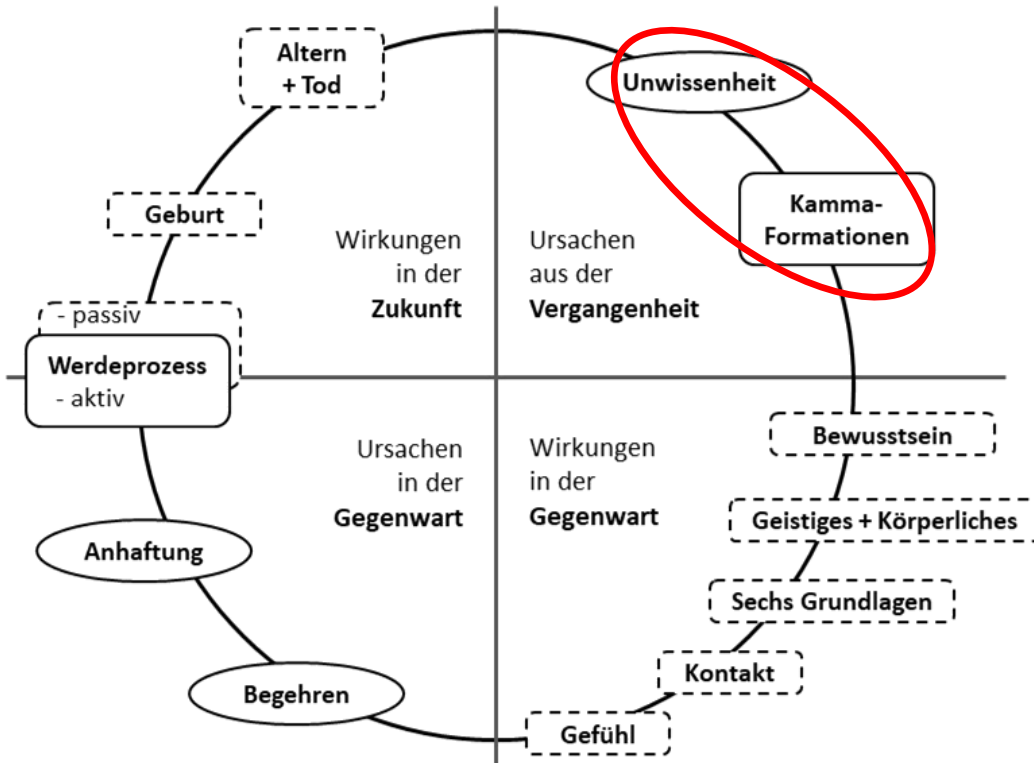 Altern
+ Tod
Unwissenheit
Kamma-
Formationen
Geburt
Wirkungen
in der
Zukunft
Ursachen
aus der
Vergangenheit
- passiv
Werdeprozess
- aktiv
Ursachen
in der
Gegenwart
Wirkungen
in der
Gegenwart
Bewusstsein
Geistiges + Körperliches
Anhaftung
Sechs Grundlagen
Kontakt
Begehren
Gefühl